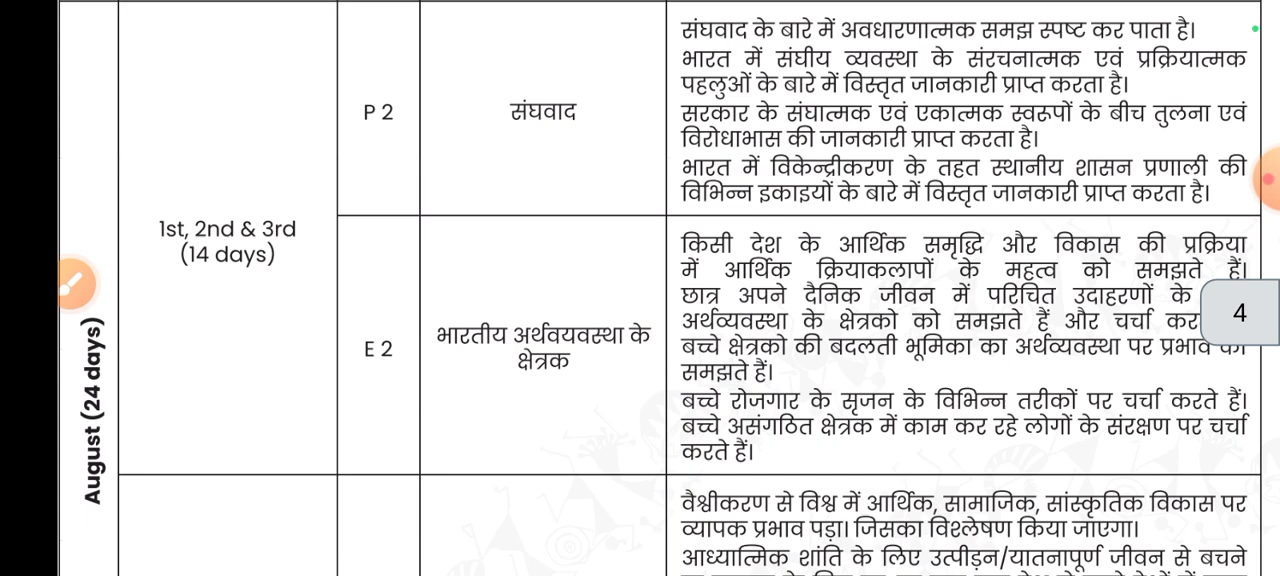 August (24 days)
1st, 2nd & 3rd
(14 days)
P 2
संघवाद
संघवाद के बारे में अवधारणात्मक समझ स्पष्ट कर पाता है।
भारत में संघीय व्यवस्था के संरचनात्मक एवं प्रक्रियात्मक
पहलुओं के बारे में विस्तृत जानकारी प्राप्त करता है।
सरकार के संघात्मक एवं एकात्मक स्वरूपों के बीच तुलना एवं
विरोधाभास की जानकारी प्राप्त करता है।
भारत में विकेन्द्रीकरण के तहत स्थानीय शासन प्रणाली की
विभिन्न इकाइयों के बारे में विस्तृत जानकारी प्राप्त करता है।
E 2
भारतीय अर्थवयवस्था के
क्षेत्रक
किसी देश के आर्थिक समृद्धि और विकास की प्रक्रिया
में आर्थिक क्रियाकलापों के महत्व को समझते हैं।
छात्र अपने दैनिक जीवन में परिचित उदाहरणों के
अर्थव्यवस्था के क्षेत्रको को समझते हैं और चर्चा कर
बच्चे क्षेत्रको की बदलती भूमिका का अर्थव्यवस्था पर प्रभाव
समझते हैं।
बच्चे रोजगार के सृजन के विभिन्न तरीकों पर चर्चा करते हैं।
बच्चे असंगठित क्षेत्रक में काम कर रहे लोगों के संरक्षण पर चर्चा
करते हैं।
4
वैश्वीकरण से विश्व में आर्थिक, सामाजिक, सांस्कृतिक विकास पर
व्यापक प्रभाव पड़ा। जिसका विश्लेषण किया जाएगा।
आध्यात्मिक शांति के लिए उत्पीड़न/यातनापूर्ण जीवन से बचने